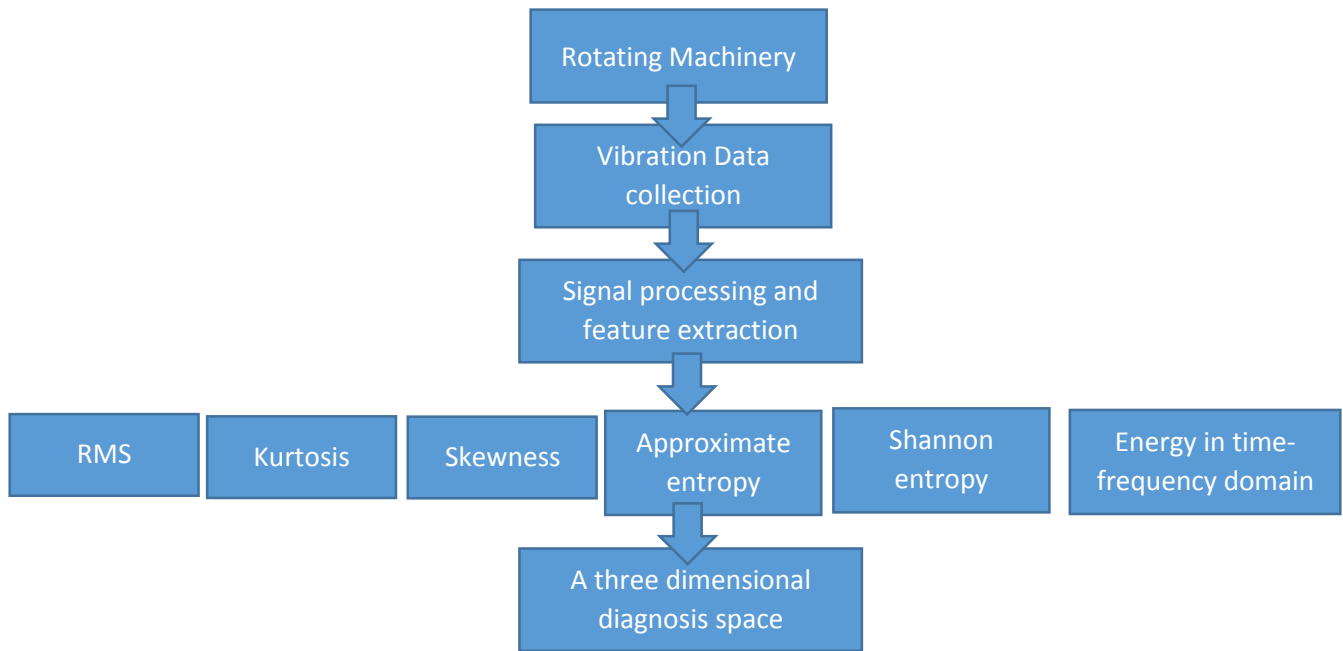 Rotating Machinery
Vibration Data
collection
Signal processing and
feature extraction
RMS
Kurtosis
Skewness
Approximate
entropy
Shannon
entropy
Energy in time-
frequency domain
A three dimensional
diagnosis space